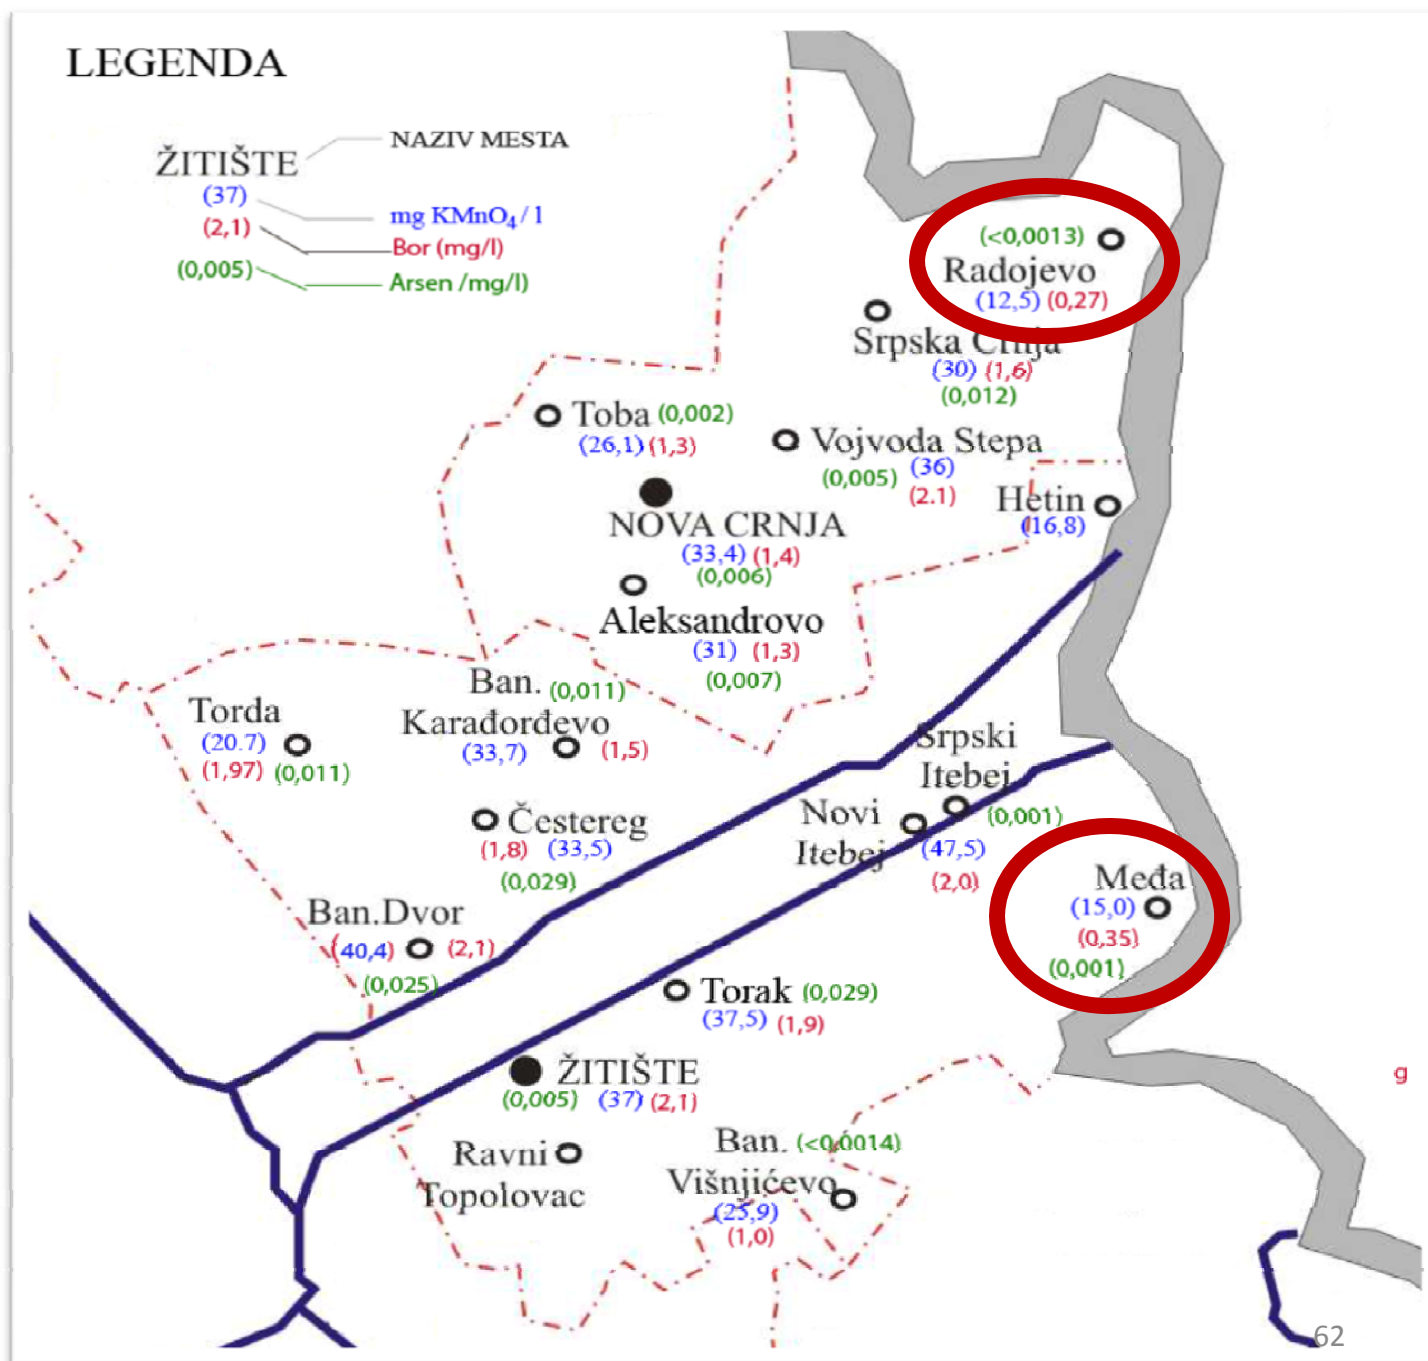 LEGENDA
ŽITIŠTE
NAZIV MESTA
(37)
mg KMnO₄ / l
(2,1)
Bor (mg/l)
(0,005)
Arsen /mg/l)
(<0,0013)
Radojevo
(12,5) (0,27)
Srpska Crnja
(30) (1,6)
(0,012)
Toba (0,002)
(26,1) (1,3)
Vojvoda Stepa
(0,005) (36)
(2.1)
Hetin
(16,8)
NOVA CRNJA
(33,4) (1,4)
(0,006)
Aleksandrovo
(31) (1,3)
(0,007)
Ban. (0,011)
Karađorđevo
(33,7) (1,5)
Torda
(20.7)
(1,97) (0,011)
Srpski
Itebej
(0,001)
Novi
Itebej
(47,5)
(2,0)
Čestereg
(1,8) (33,5)
(0,029)
Međa
(15,0)
(0,35)
(0,001)
Ban.Dvor
(40,4) (2,1)
(0,025)
Torak (0,029)
(37,5) (1,9)
ŽITIŠTE
(0,005) (37) (2,1)
g
Ravni
Topolovac
Ban. (<0,0014)
Višnjićevo
(25,9)
(1,0)
62